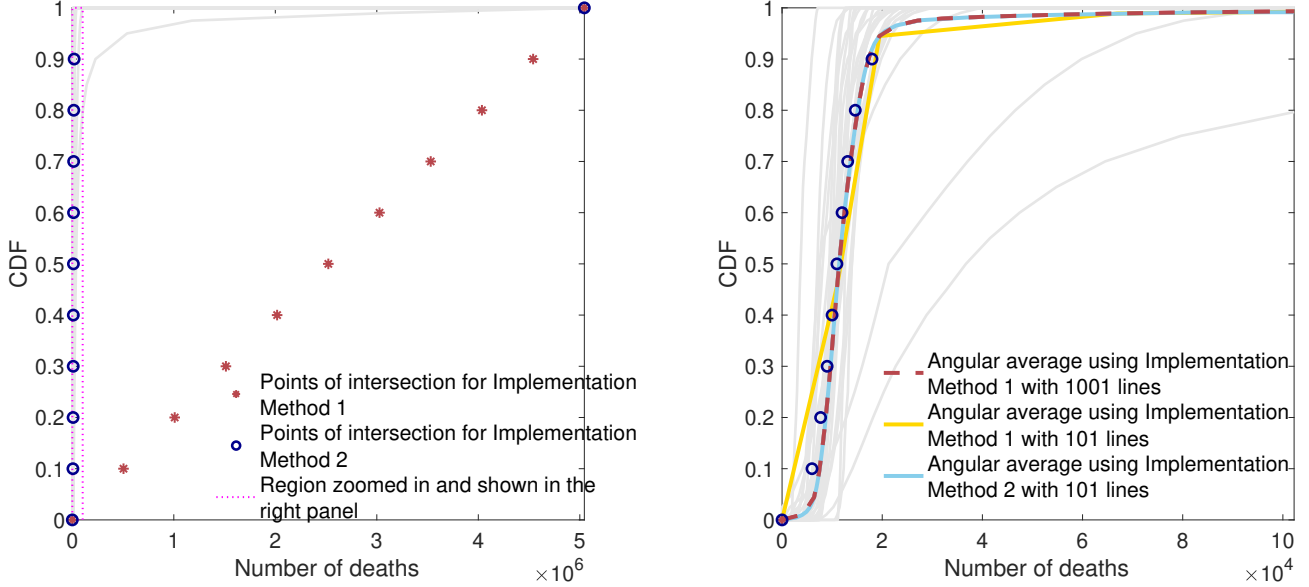 1
0.9
0.8
0.7
0.6
0.5
0.4
0.3
0.2
0.1
0
CDF
0
1
2
3
4
5
×10⁶
Number of deaths
Points of intersection for Implementation
Method 1
Points of intersection for Implementation
Method 2
Region zoomed in and shown in the
right panel
1
0.9
0.8
0.7
0.6
0.5
0.4
0.3
0.2
0.1
0
CDF
0
2
4
6
8
10
×10⁴
Number of deaths
Angular average using Implementation
Method 1 with 1001 lines
Angular average using Implementation
Method 1 with 101 lines
Angular average using Implementation
Method 2 with 101 lines